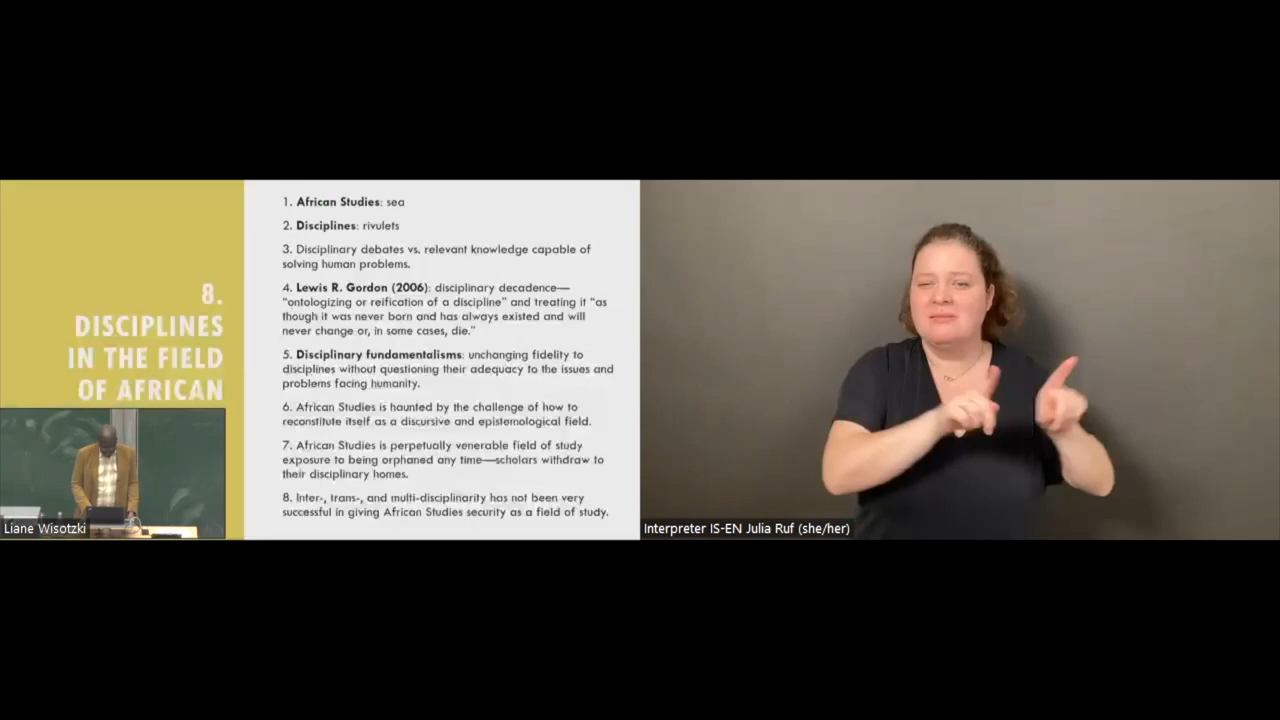 8.
DISCIPLINES
IN THE FIELD
OF AFRICAN
1. African Studies: sea
2. Disciplines: rivulets
3. Disciplinary debates vs. relevant knowledge capable of
solving human problems.
4. Lewis R. Gordon (2006): disciplinary decadence—
“ontologizing or reification of a discipline” and treating it “as
though it was never born and has always existed and will
never change or, in some cases, die.”
5. Disciplinary fundamentalisms: unchanging fidelity to
disciplines without questioning their adequacy to the issues and
problems facing humanity.
6. African Studies is haunted by the challenge of how to
reconstitute itself as a discursive and epistemological field.
7. African Studies is perpetually venerable field of study
exposure to being orphaned any time—scholars withdraw to
their disciplinary homes.
8. Inter-, trans-, and multi-disciplinarity has not been very
successful in giving African Studies security as a field of study.
Liane Wisotzki
Interpreter IS-EN Julia Ruf (she/her)